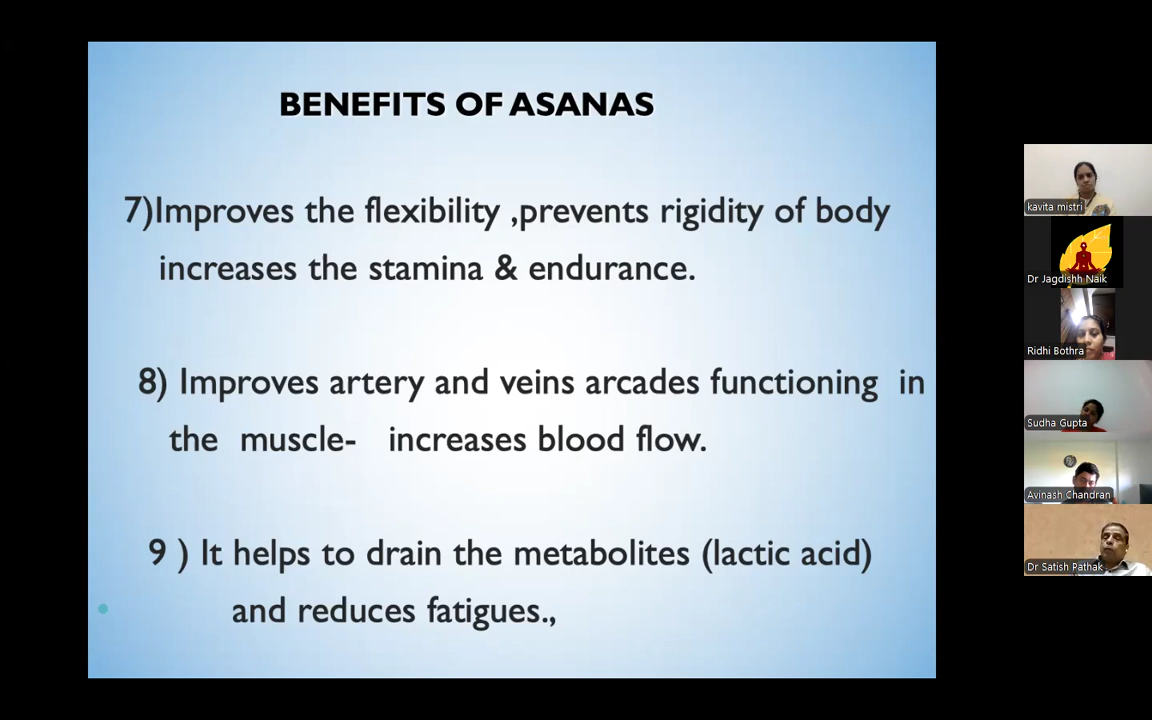 BENEFITS OF ASANAS
7)Improves the flexibility ,prevents rigidity of body
increases the stamina & endurance.
8) Improves artery and veins arcades functioning in
the muscle- increases blood flow.
9 ) It helps to drain the metabolites (lactic acid)
and reduces fatigues.,
kavita mistri
Dr Jagdishh Naik
Ridhi Bothra
Sudha Gupta
Avinash Chandran
Dr Satish Pathak